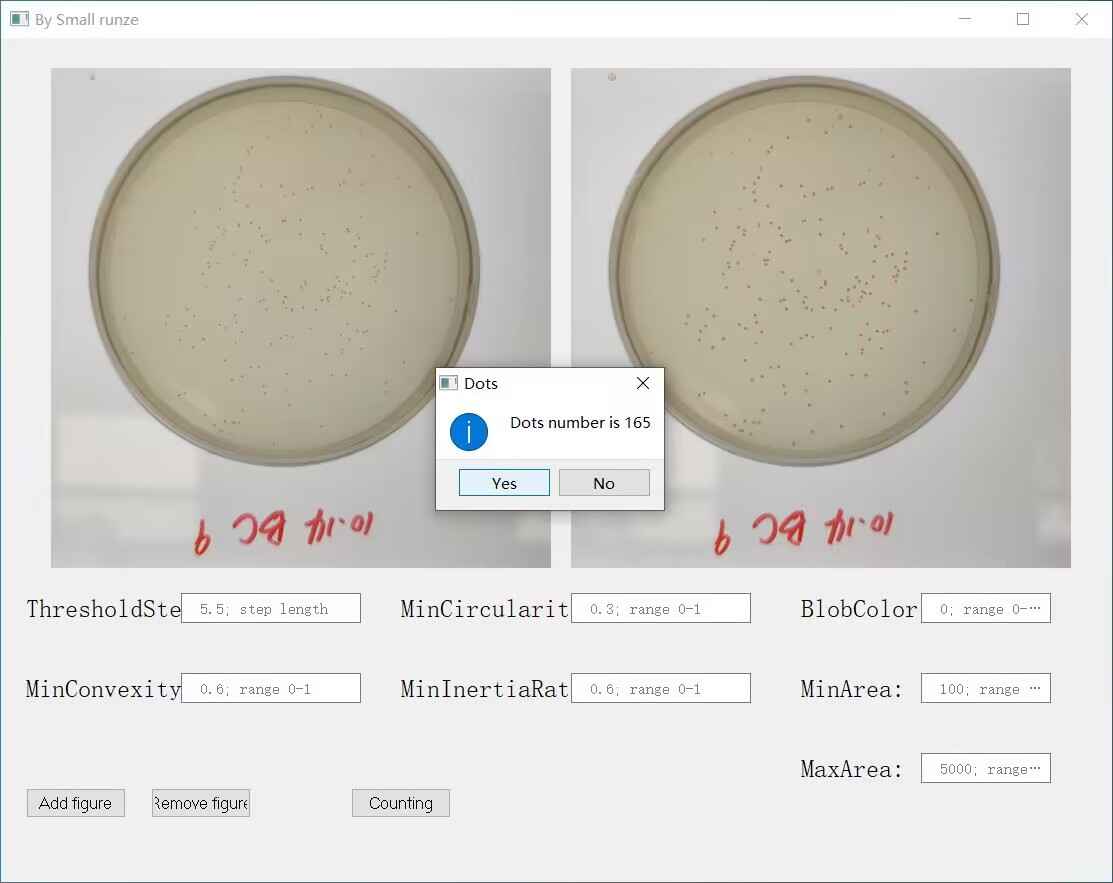 By Small runze
Dots
Dots number is 165
Yes
No
10.14 BC 9
10.14 BC 9
ThresholdSte
5.5; step length
MinCircularit
0.3; range 0-1
BlobColor
0; range 0-…
MinConvexity
0.6; range 0-1
MinInertiaRat
0.6; range 0-1
MinArea:
100; range …
MaxArea:
5000; range…
Add figure
Remove figure
Counting